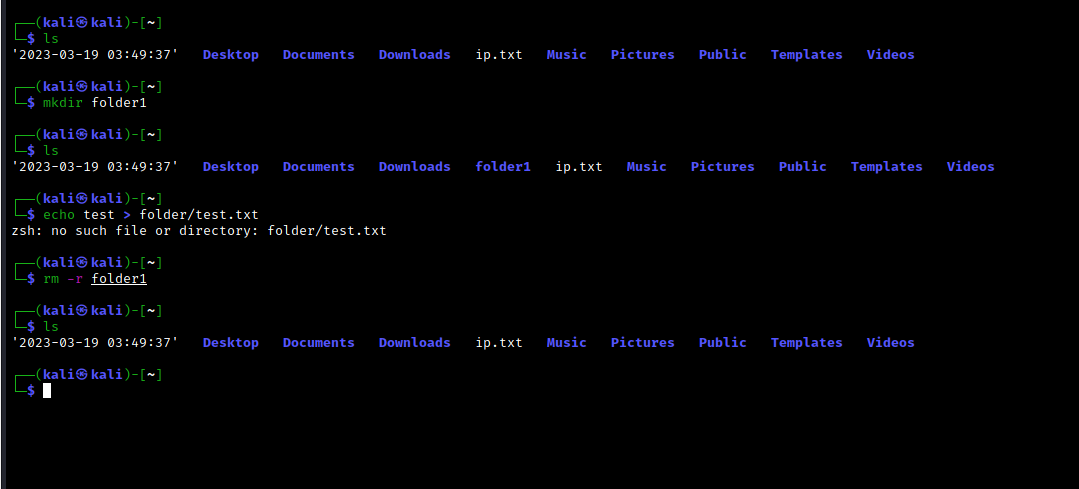 ┌──(kali㉿kali)-[~]
└─$ ls
'2023-03-19 03:49:37'   Desktop   Documents   Downloads   ip.txt   Music   Pictures   Public   Templates   Videos
┌──(kali㉿kali)-[~]
└─$ mkdir folder1
┌──(kali㉿kali)-[~]
└─$ ls
'2023-03-19 03:49:37'   Desktop   Documents   Downloads   folder1   ip.txt   Music   Pictures   Public   Templates   Videos
┌──(kali㉿kali)-[~]
└─$ echo test > folder/test.txt
zsh: no such file or directory: folder/test.txt
┌──(kali㉿kali)-[~]
└─$ rm -r folder1
┌──(kali㉿kali)-[~]
└─$ ls
'2023-03-19 03:49:37'   Desktop   Documents   Downloads   ip.txt   Music   Pictures   Public   Templates   Videos
┌──(kali㉿kali)-[~]
└─$